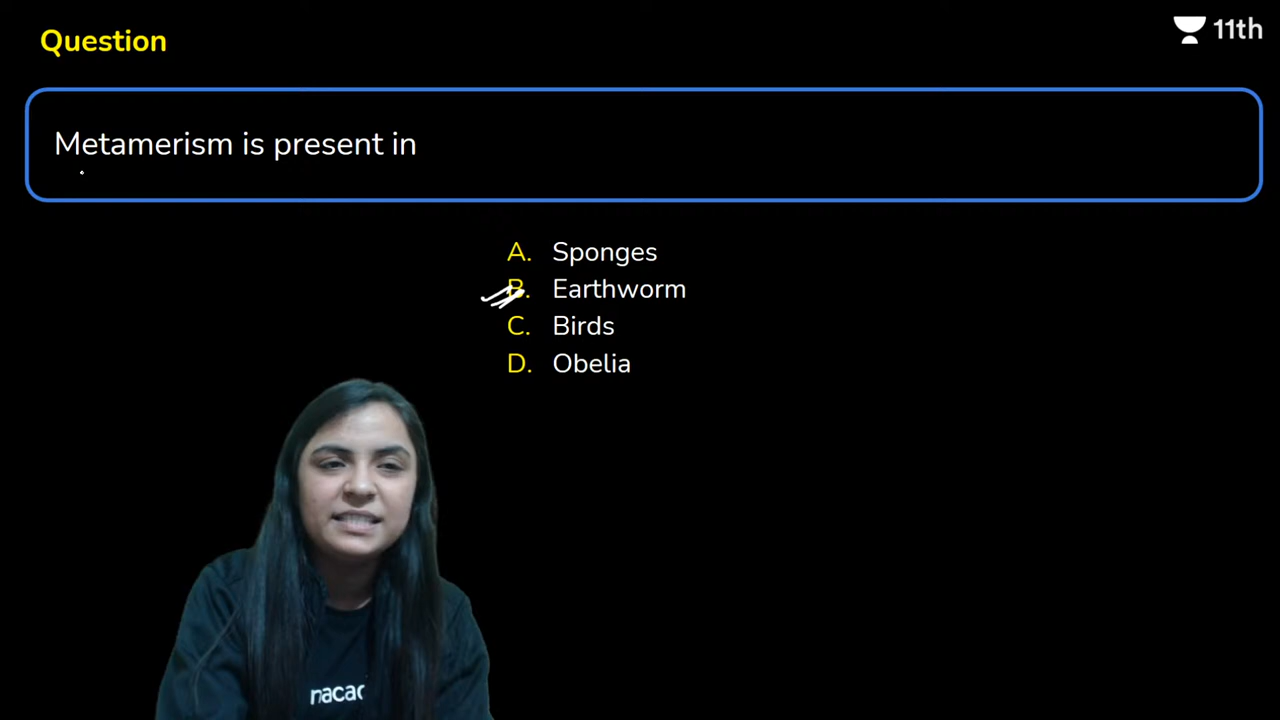 Question
11th
Metamerism is present in
A. Sponges
B. Earthworm
C. Birds
D. Obelia
nacad